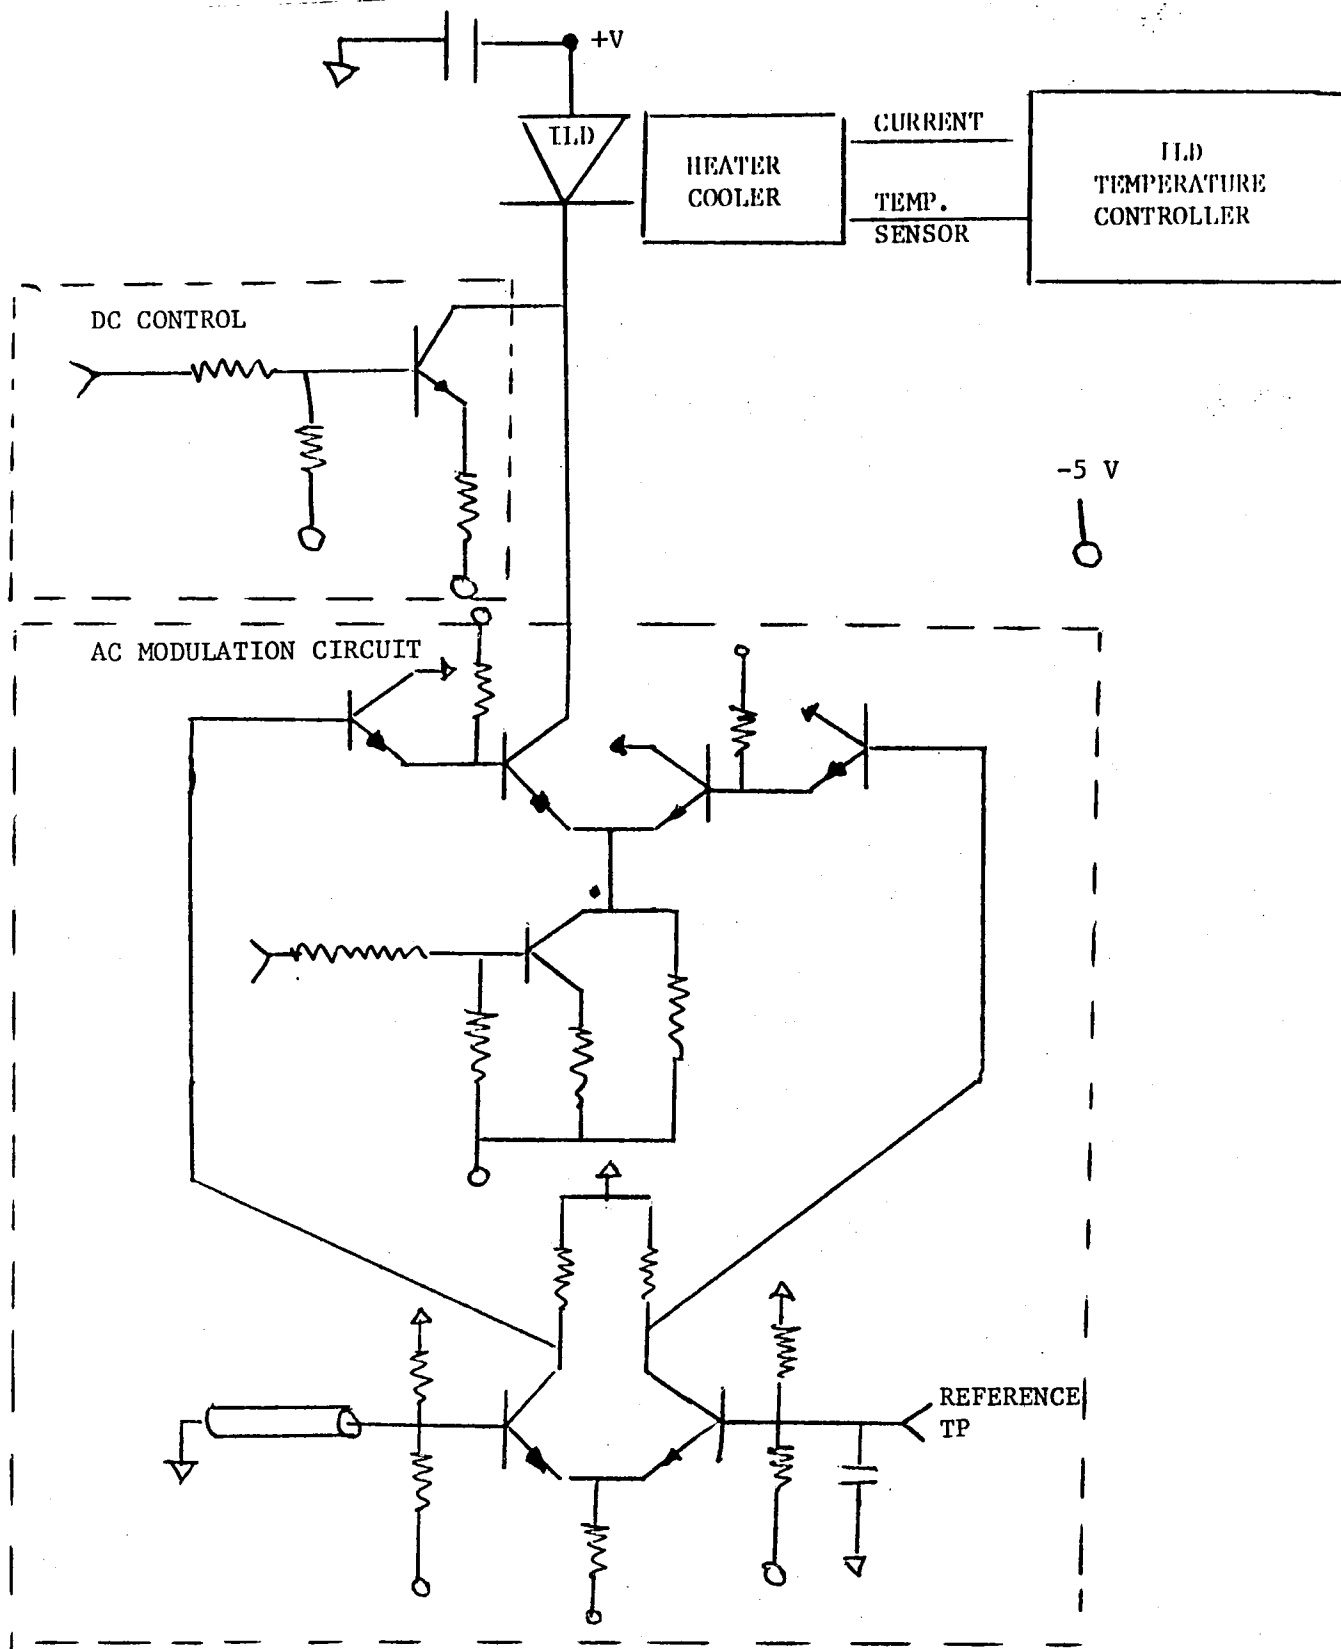 +V
ILD
HEATER
COOLER
CURRENT
TEMP.
SENSOR
ILD
TEMPERATURE
CONTROLLER
DC CONTROL
-5 V
AC MODULATION CIRCUIT
REFERENCE
TP